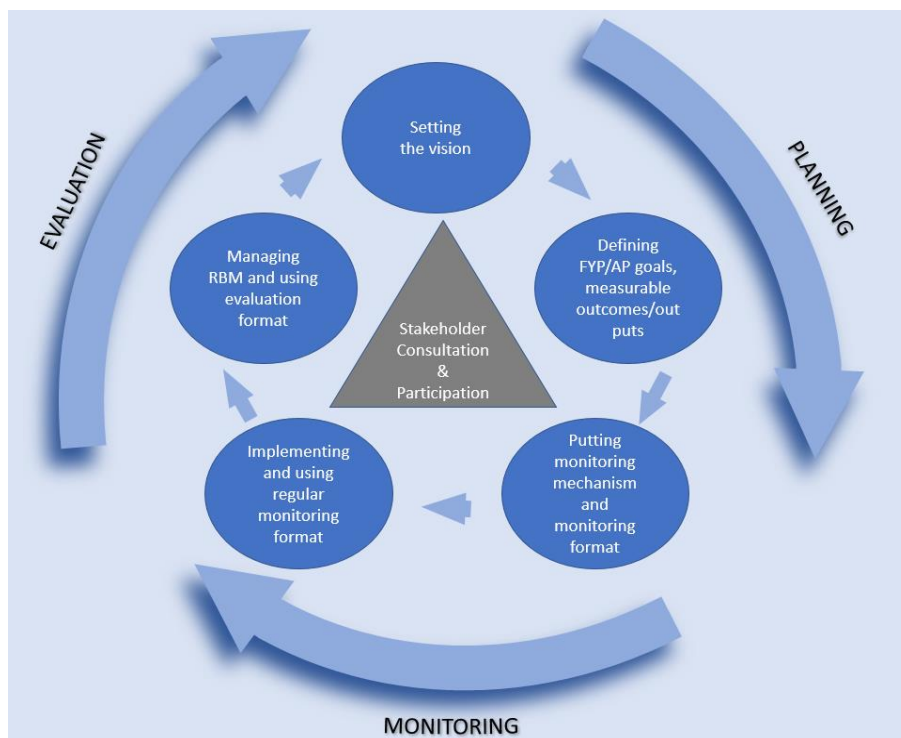 Setting
the vision
PLANNING
Defining
FYP/AP goals,
measurable
outcomes/out
puts
Putting
monitoring
mechanism
and
monitoring
format
MONITORING
Implementing
and using
regular
monitoring
format
Managing
RBM and using
evaluation
format
EVALUATION
Stakeholder
Consultation
&
Participation